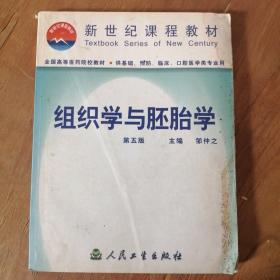 新世纪课程教材
Textbook Series of New Century
全国高等医药院校教材 · 供基础、预防、临床、口腔医学类专业用
组织学与胚胎学
第五版 主编 邹仲之
人民卫生出版社